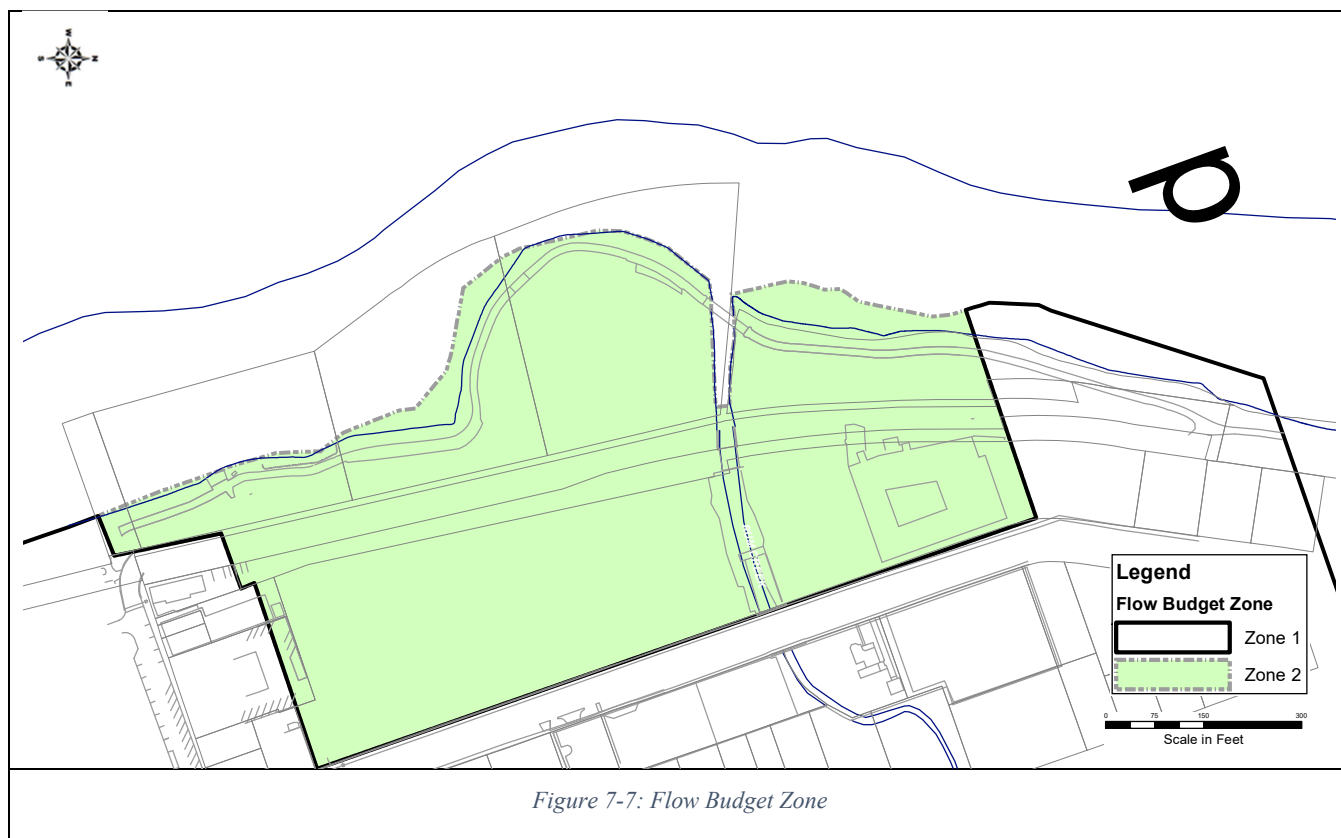 W
S N
E
d
Legend
Flow Budget Zone
Zone 1
Zone 2
0 75 150 300
Scale in Feet
Figure 7-7: Flow Budget Zone